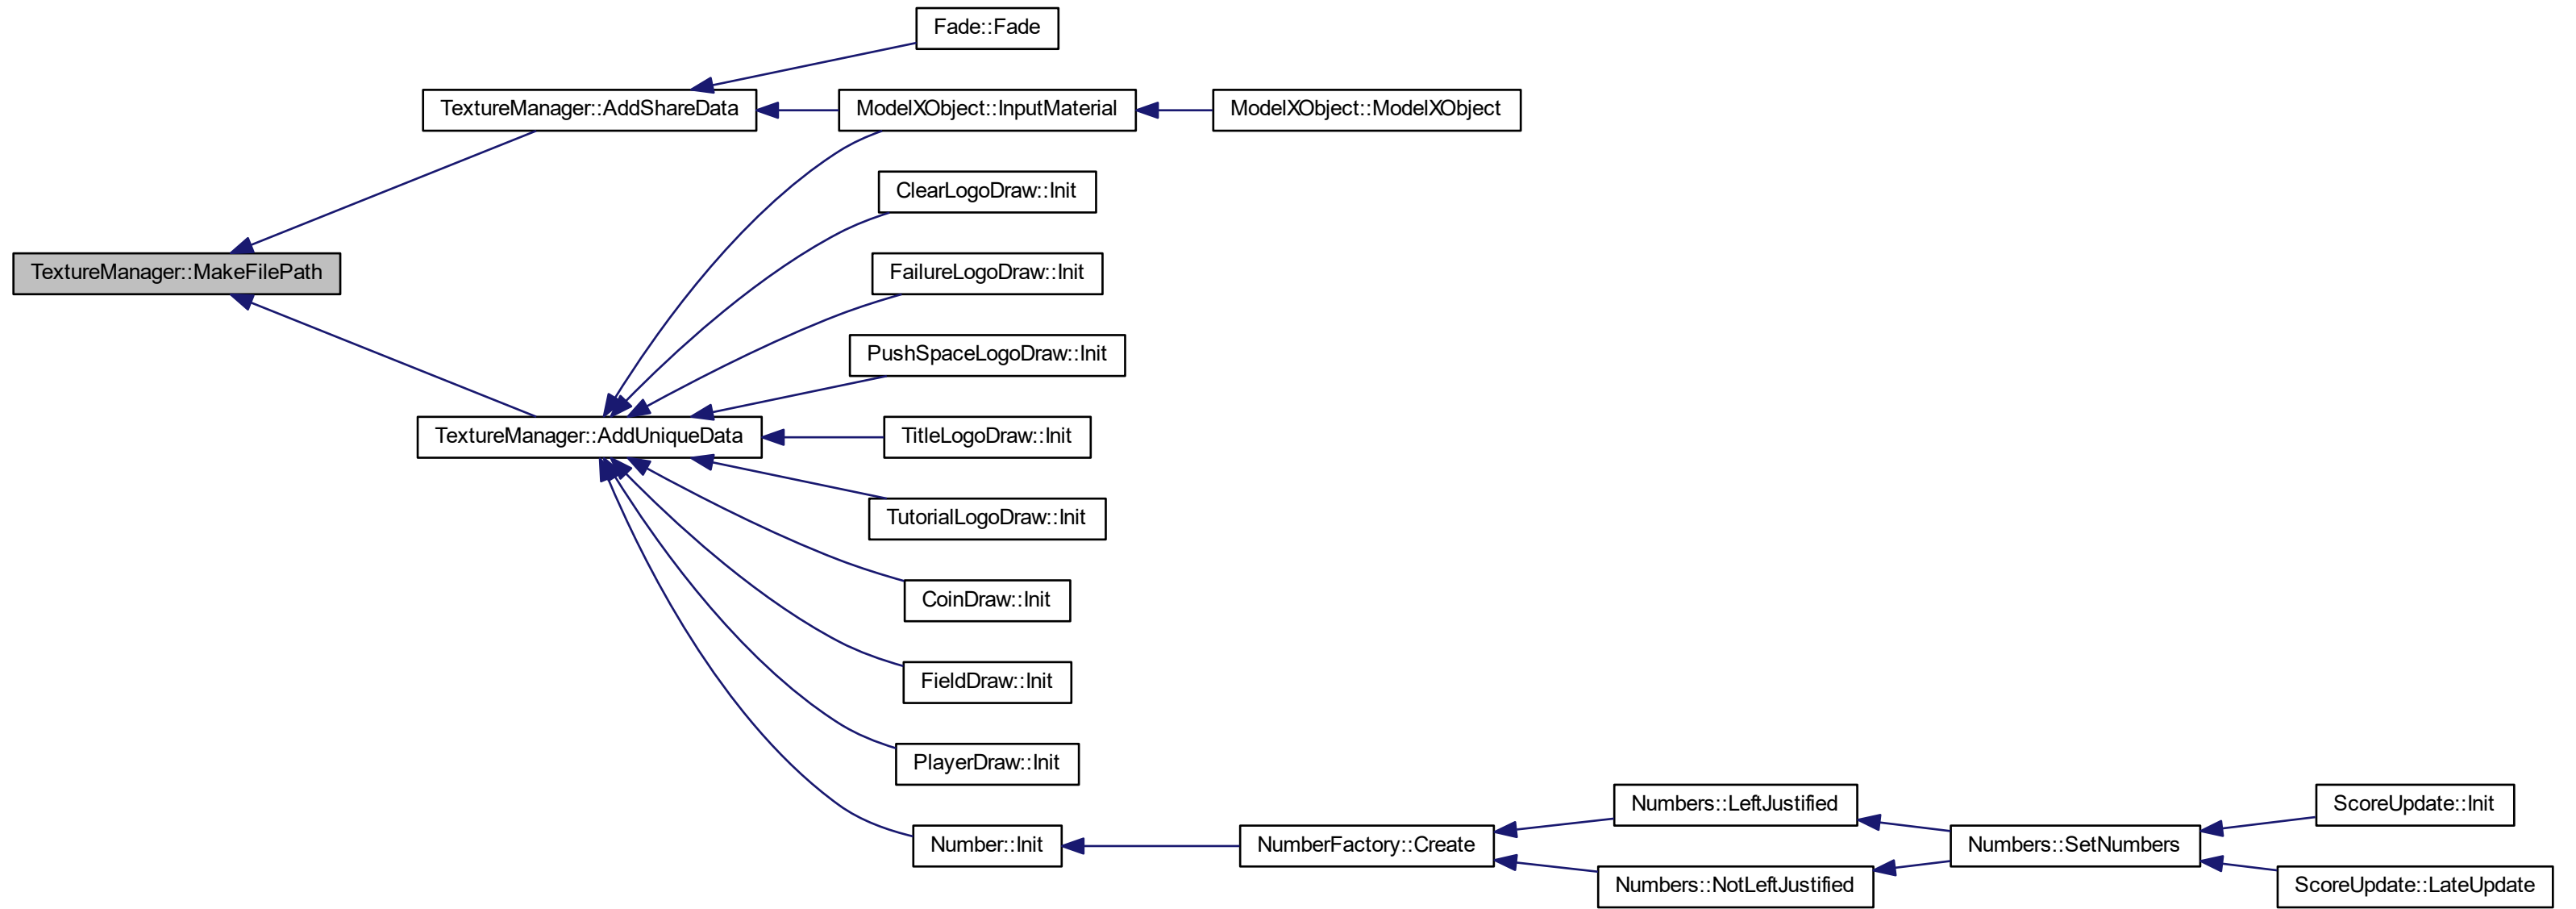 Fade::Fade
TextureManager::AddShareData
ModelXObject::InputMaterial
ModelXObject::ModelXObject
ClearLogoDraw::Init
TextureManager::MakeFilePath
FailureLogoDraw::Init
PushSpaceLogoDraw::Init
TextureManager::AddUniqueData
TitleLogoDraw::Init
TutorialLogoDraw::Init
CoinDraw::Init
FieldDraw::Init
PlayerDraw::Init
Number::Init
NumberFactory::Create
Numbers::LeftJustified
Numbers::NotLeftJustified
Numbers::SetNumbers
ScoreUpdate::Init
ScoreUpdate::LateUpdate